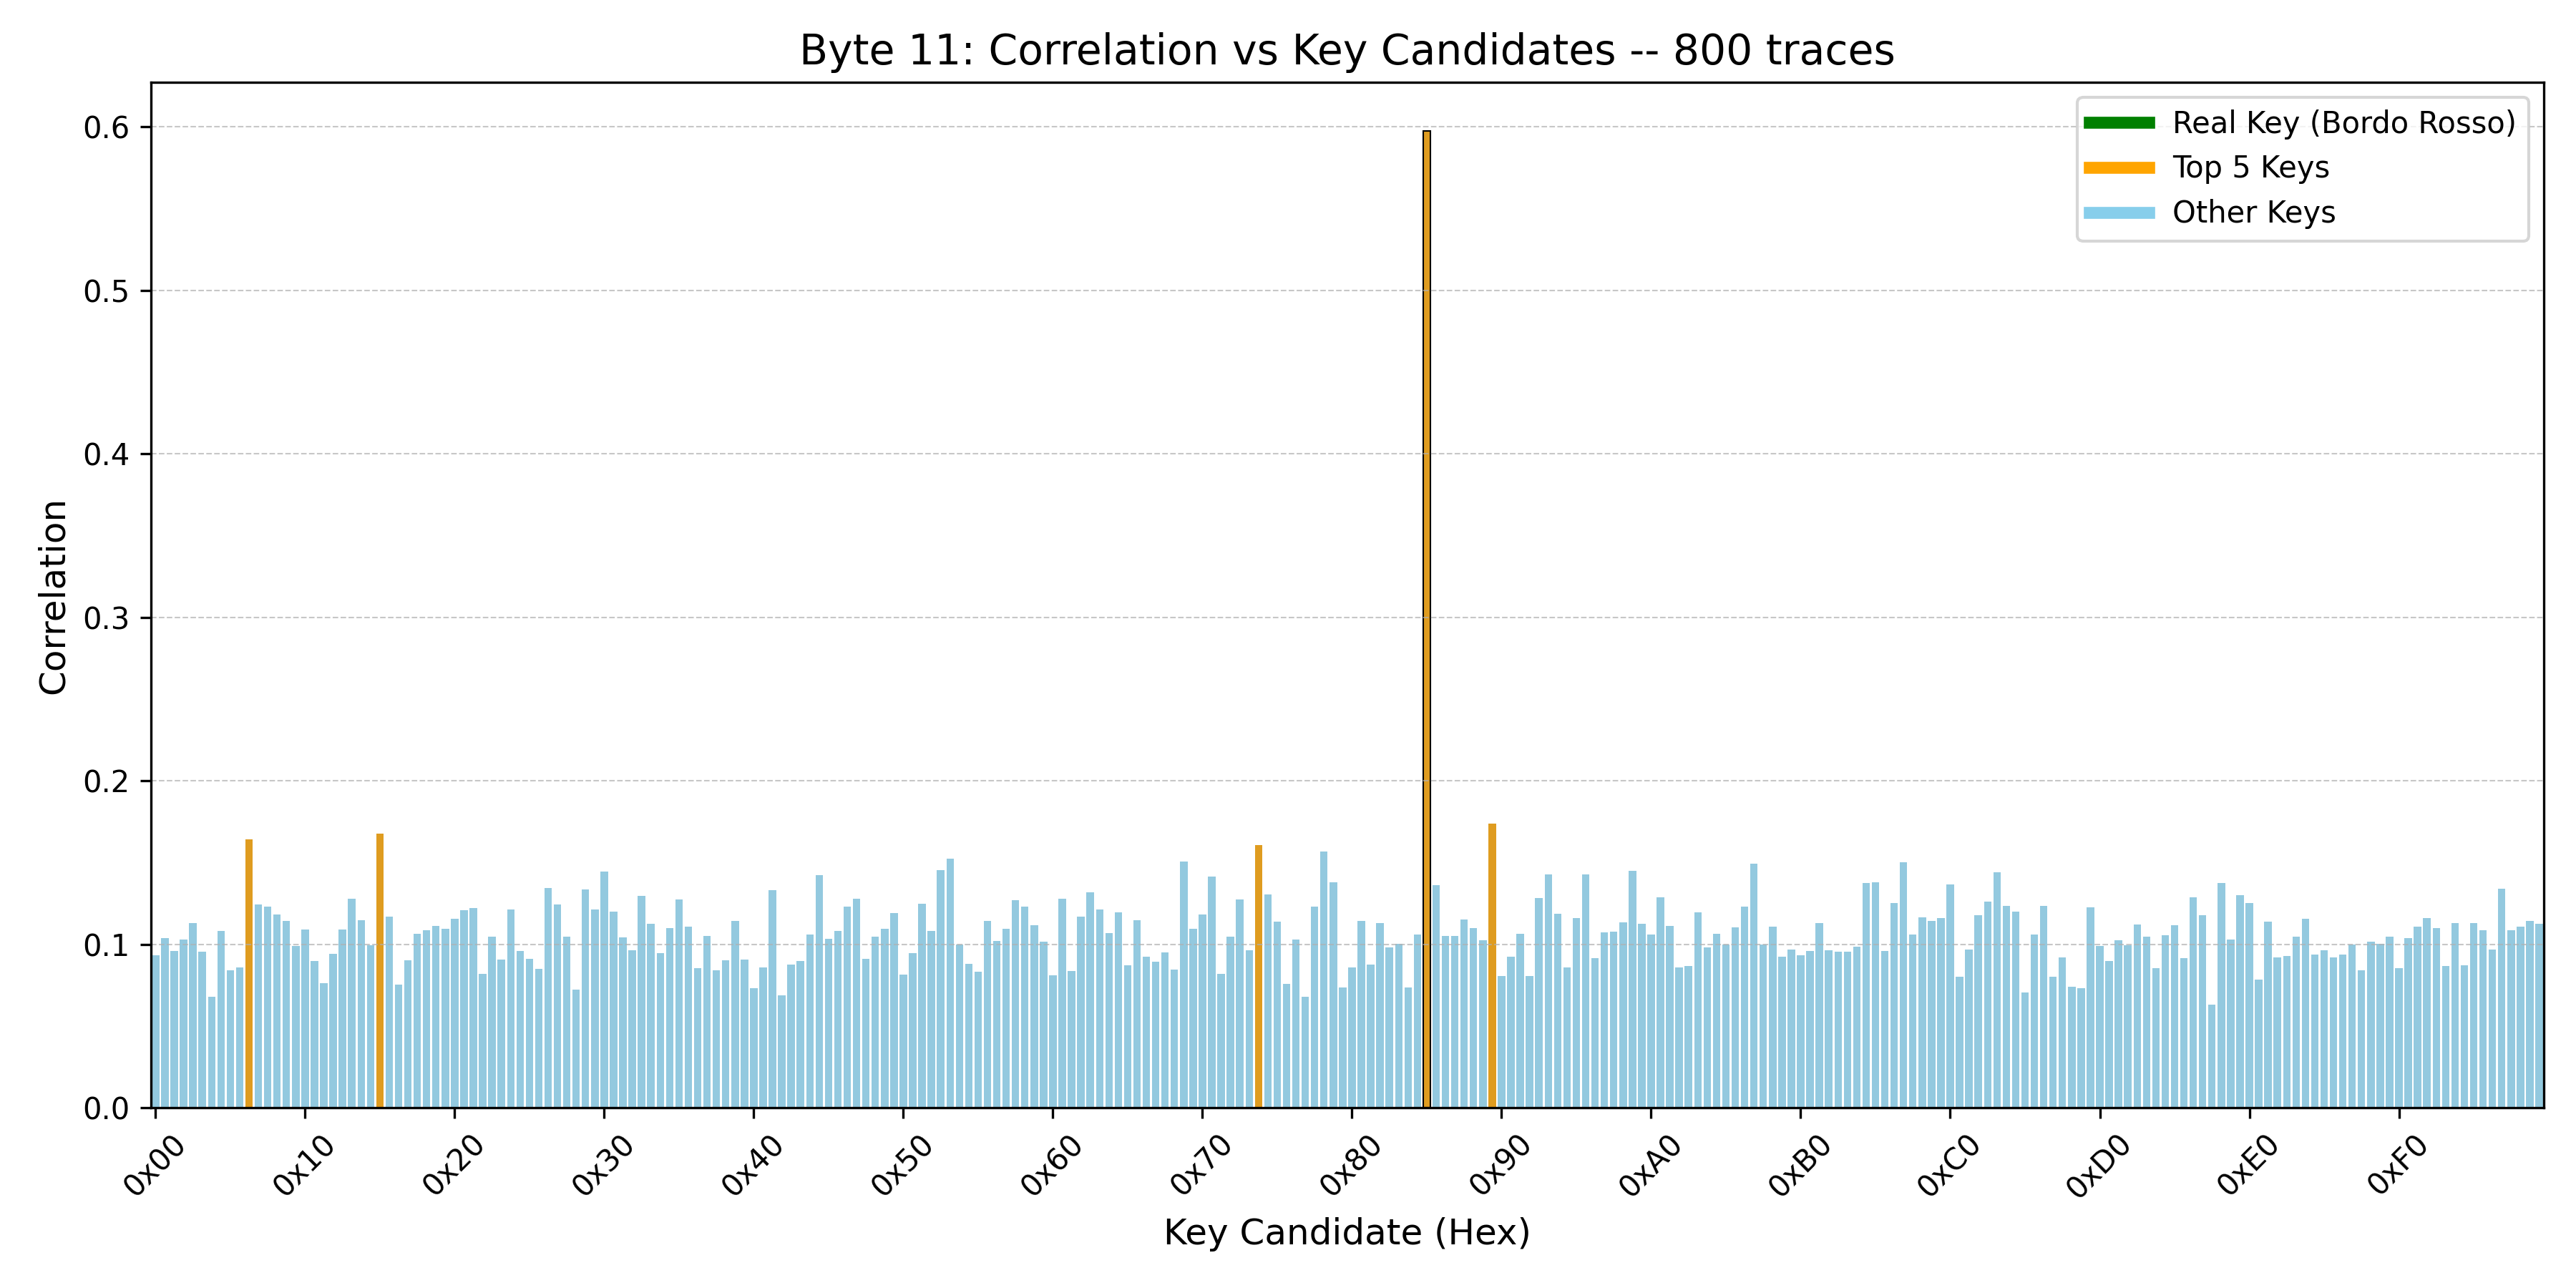 Byte 11: Correlation vs Key Candidates -- 800 traces
Real Key (Bordo Rosso)
Top 5 Keys
Other Keys
Correlation
0.6
0.5
0.4
0.3
0.2
0.1
0.0
0x00 0x10 0x20 0x30 0x40 0x50 0x60 0x70 0x80 0x90 0xA0 0xB0 0xC0 0xD0 0xE0 0xF0
Key Candidate (Hex)